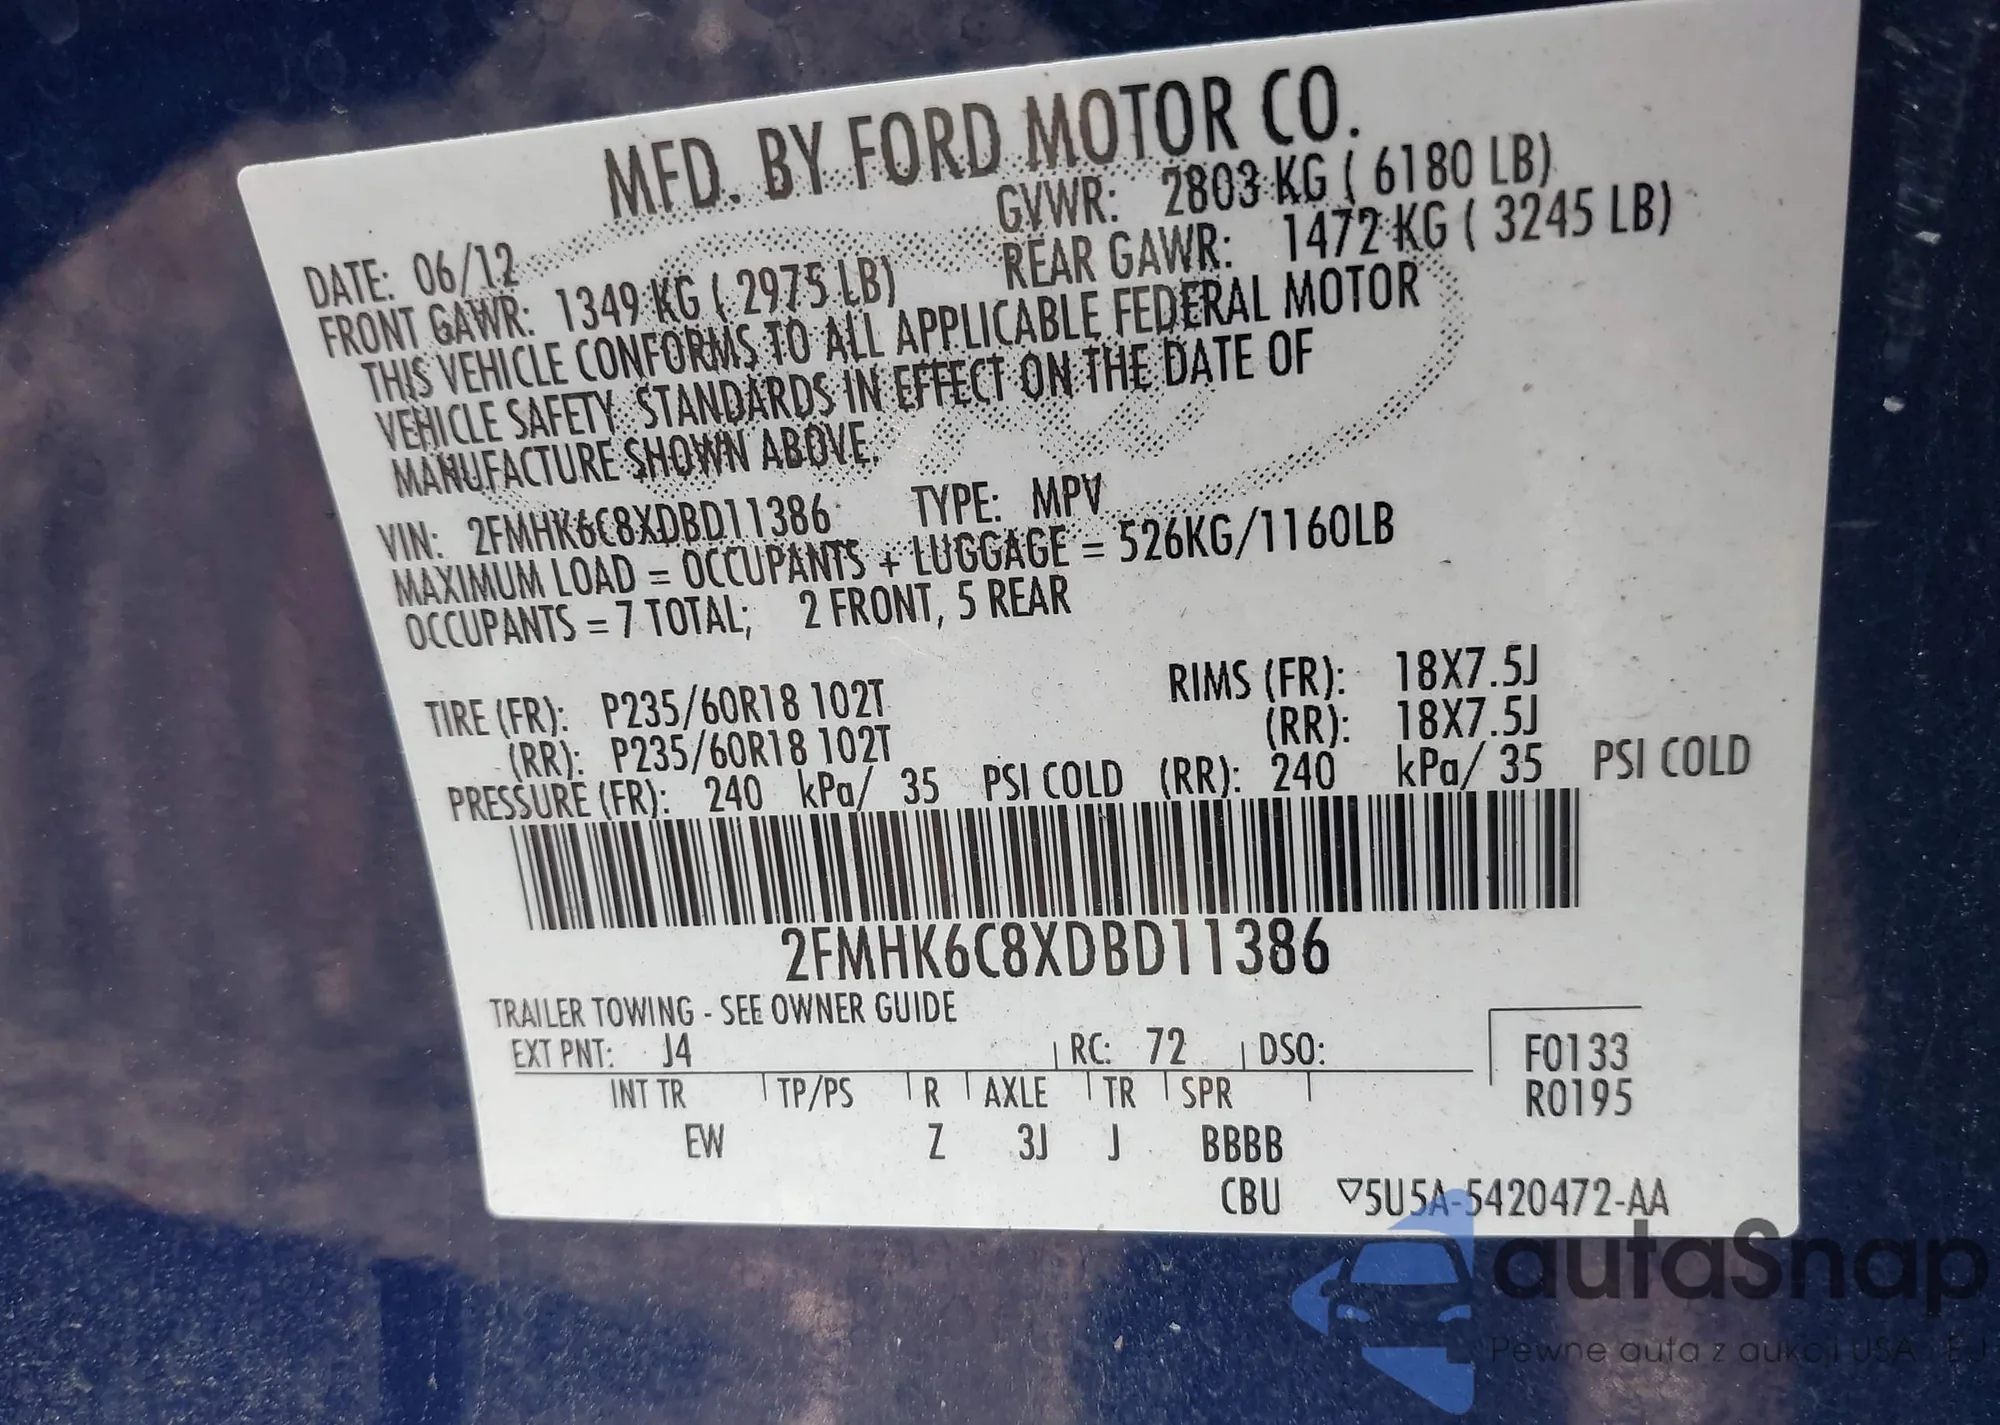 MFD. BY FORD MOTOR CO.
DATE: 06/12 GVWR: 2803 KG ( 6180 LB)
FRONT GAWR: 1349 KG ( 2975 LB) REAR GAWR: 1472 KG ( 3245 LB)
THIS VEHICLE CONFORMS TO ALL APPLICABLE FEDERAL MOTOR
VEHICLE SAFETY STANDARDS IN EFFECT ON THE DATE OF
MANUFACTURE SHOWN ABOVE.
VIN: 2FMHK6C8XDBD11386 TYPE: MPV
MAXIMUM LOAD = OCCUPANTS + LUGGAGE = 526KG/1160LB
OCCUPANTS = 7 TOTAL; 2 FRONT, 5 REAR
TIRE (FR): P235/60R18 102T RIMS (FR): 18X7.5J
(RR): P235/60R18 102T (RR): 18X7.5J
PRESSURE (FR): 240 kPa/ 35 PSI COLD (RR): 240 kPa/ 35 PSI COLD
2FMHK6C8XDBD11386
TRAILER TOWING - SEE OWNER GUIDE
EXT PNT: J4 RC: 72 DSO: F0133
INT TR TP/PS R AXLE TR SPR R0195
EW Z 3J J BBBB
CBU ▽5U5A-5420472-AA
autaSnap
Pewne auta z aukcji USA i EU